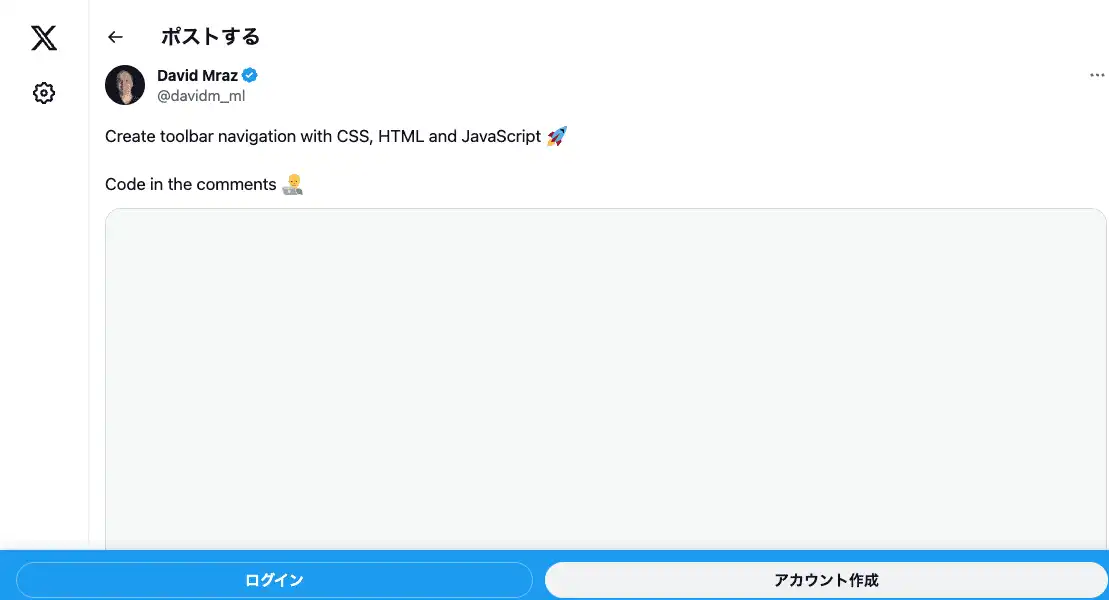 ポストする
David Mraz
@davidm_ml
Create toolbar navigation with CSS, HTML and JavaScript 🚀
Code in the comments 🧑‍💻
ログイン
アカウント作成